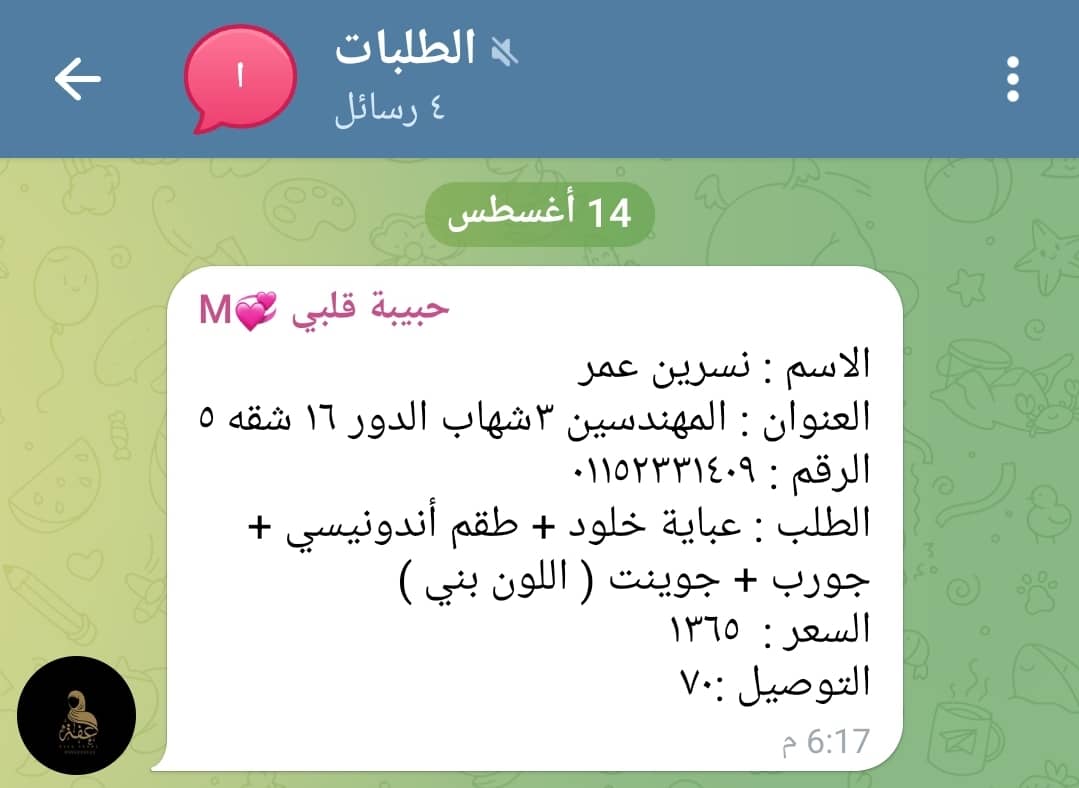 الطلبات
٤ رسائل
ا
14 أغسطس
حبيبة قلبي 💞M
الاسم : نسرين عمر
العنوان : المهندسين ٣شهاب الدور ١٦ شقه ٥
الرقم : ٠١١٥٢٣٣١٤٠٩
الطلب : عباية خلود + طقم أندونيسي +
جورب + جوينت ( اللون بني )
السعر : ١٣٦٥
التوصيل :٧٠
6:17 م
عفة